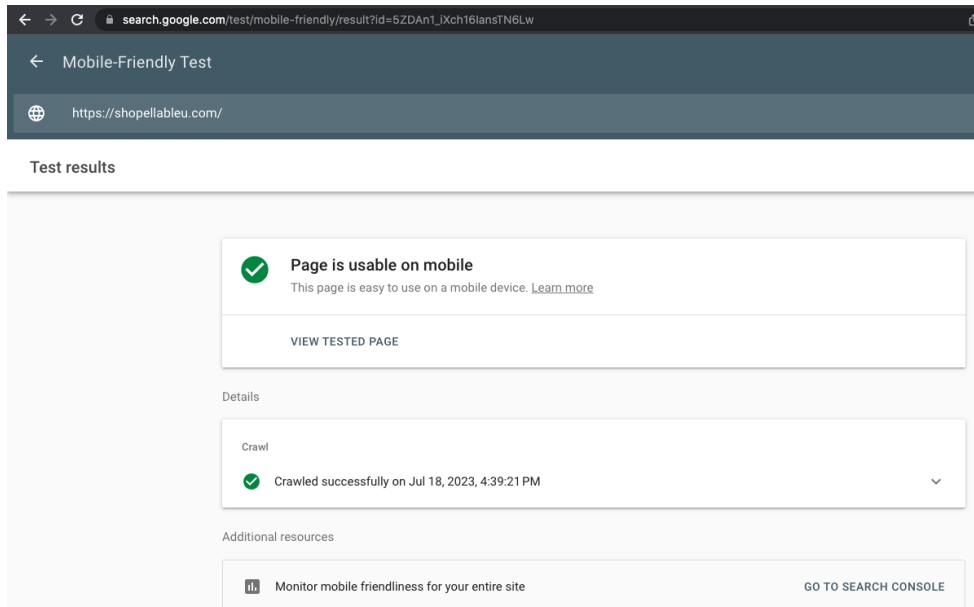 search.google.com/test/mobile-friendly/result?id=5ZDAn1_iXch16IansTN6Lw
Mobile-Friendly Test
https://shopellableu.com/
Test results
Page is usable on mobile
This page is easy to use on a mobile device. Learn more
VIEW TESTED PAGE
Details
Crawl
Crawled successfully on Jul 18, 2023, 4:39:21 PM
Additional resources
Monitor mobile friendliness for your entire site GO TO SEARCH CONSOLE